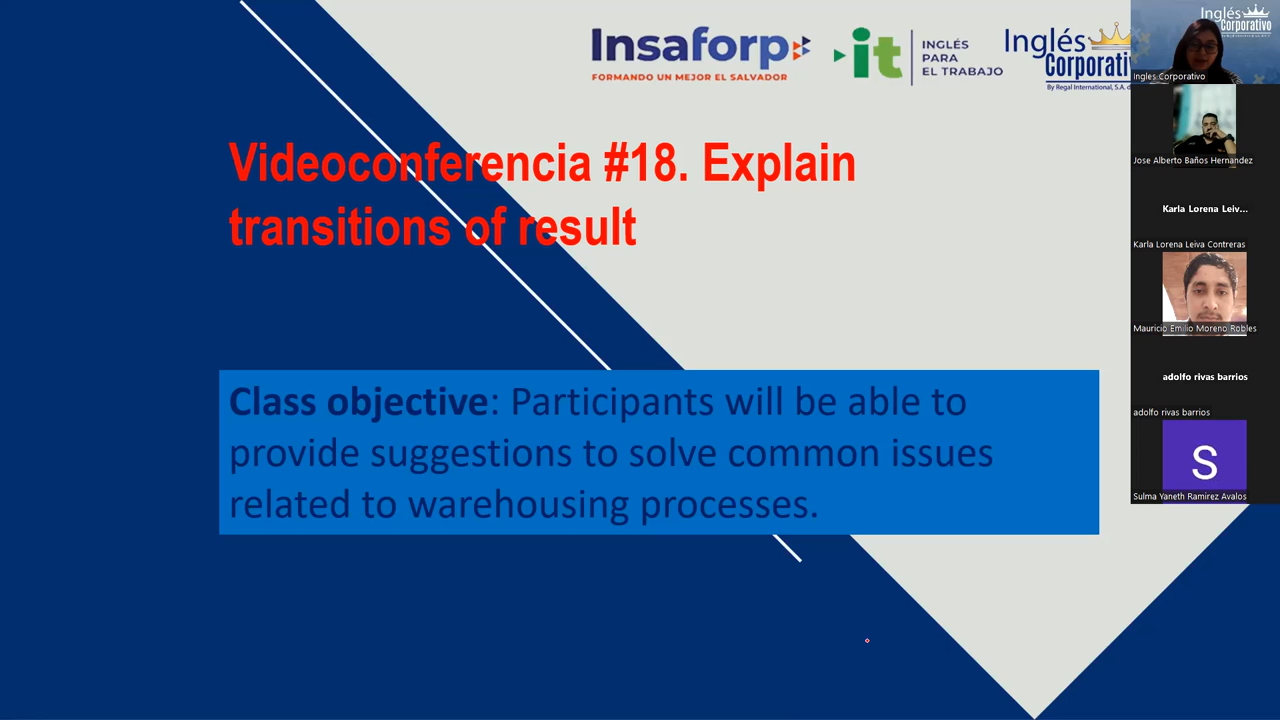 Insaforp
FORMANDO UN MEJOR EL SALVADOR
it
INGLÉS
PARA
EL TRABAJO
Inglés
Corporativ
By Regal International, S.A. d
Videoconferencia #18. Explain
transitions of result
Class objective: Participants will be able to
provide suggestions to solve common issues
related to warehousing processes.
Inglés
Corporativo
Ingles Corporativo
Jose Alberto Baños Hernandez
Karla Lorena Leiv...
Karla Lorena Leiva Contreras
Mauricio Emilio Moreno Robles
adolfo rivas barrios
adolfo rivas barrios
S
Sulma Yaneth Ramirez Avalos